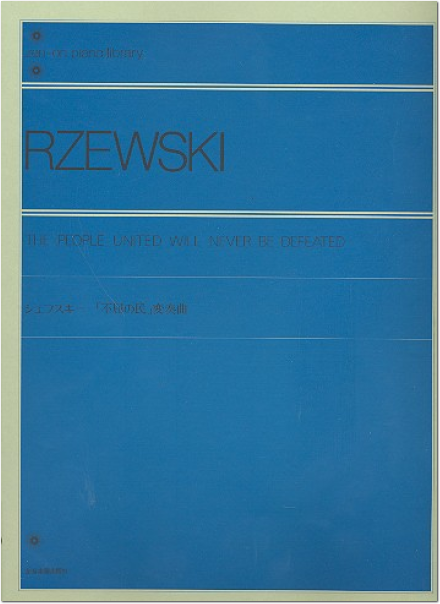 zen-on piano library
RZEWSKI
THE PEOPLE UNITED WILL NEVER BE DEFEATED
ジェフスキー 「不屈の民」変奏曲